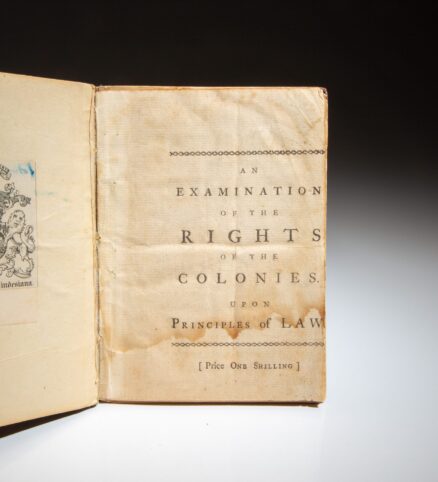 AN
EXAMINATION
OF THE
RIGHTS
OF THE
COLONIES.
UPON
PRINCIPLES of LAW
[ Price ONE SHILLING ]